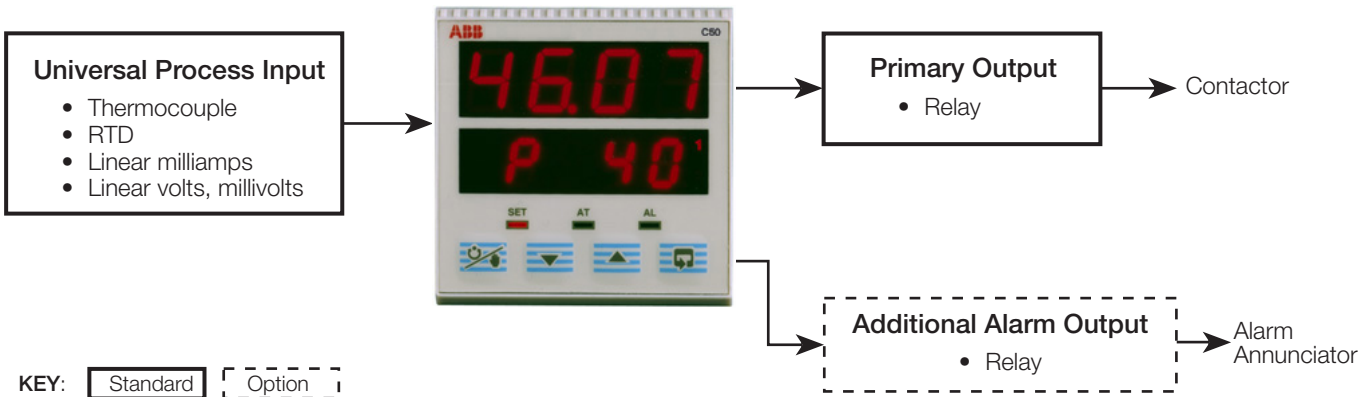 Universal Process Input
• Thermocouple
• RTD
• Linear milliamps
• Linear volts, millivolts
ABB
C50
46.07
P 40 1
SET AT AL
Primary Output
• Relay
Contactor
Additional Alarm Output
• Relay
Alarm
Annunciator
KEY: Standard Option